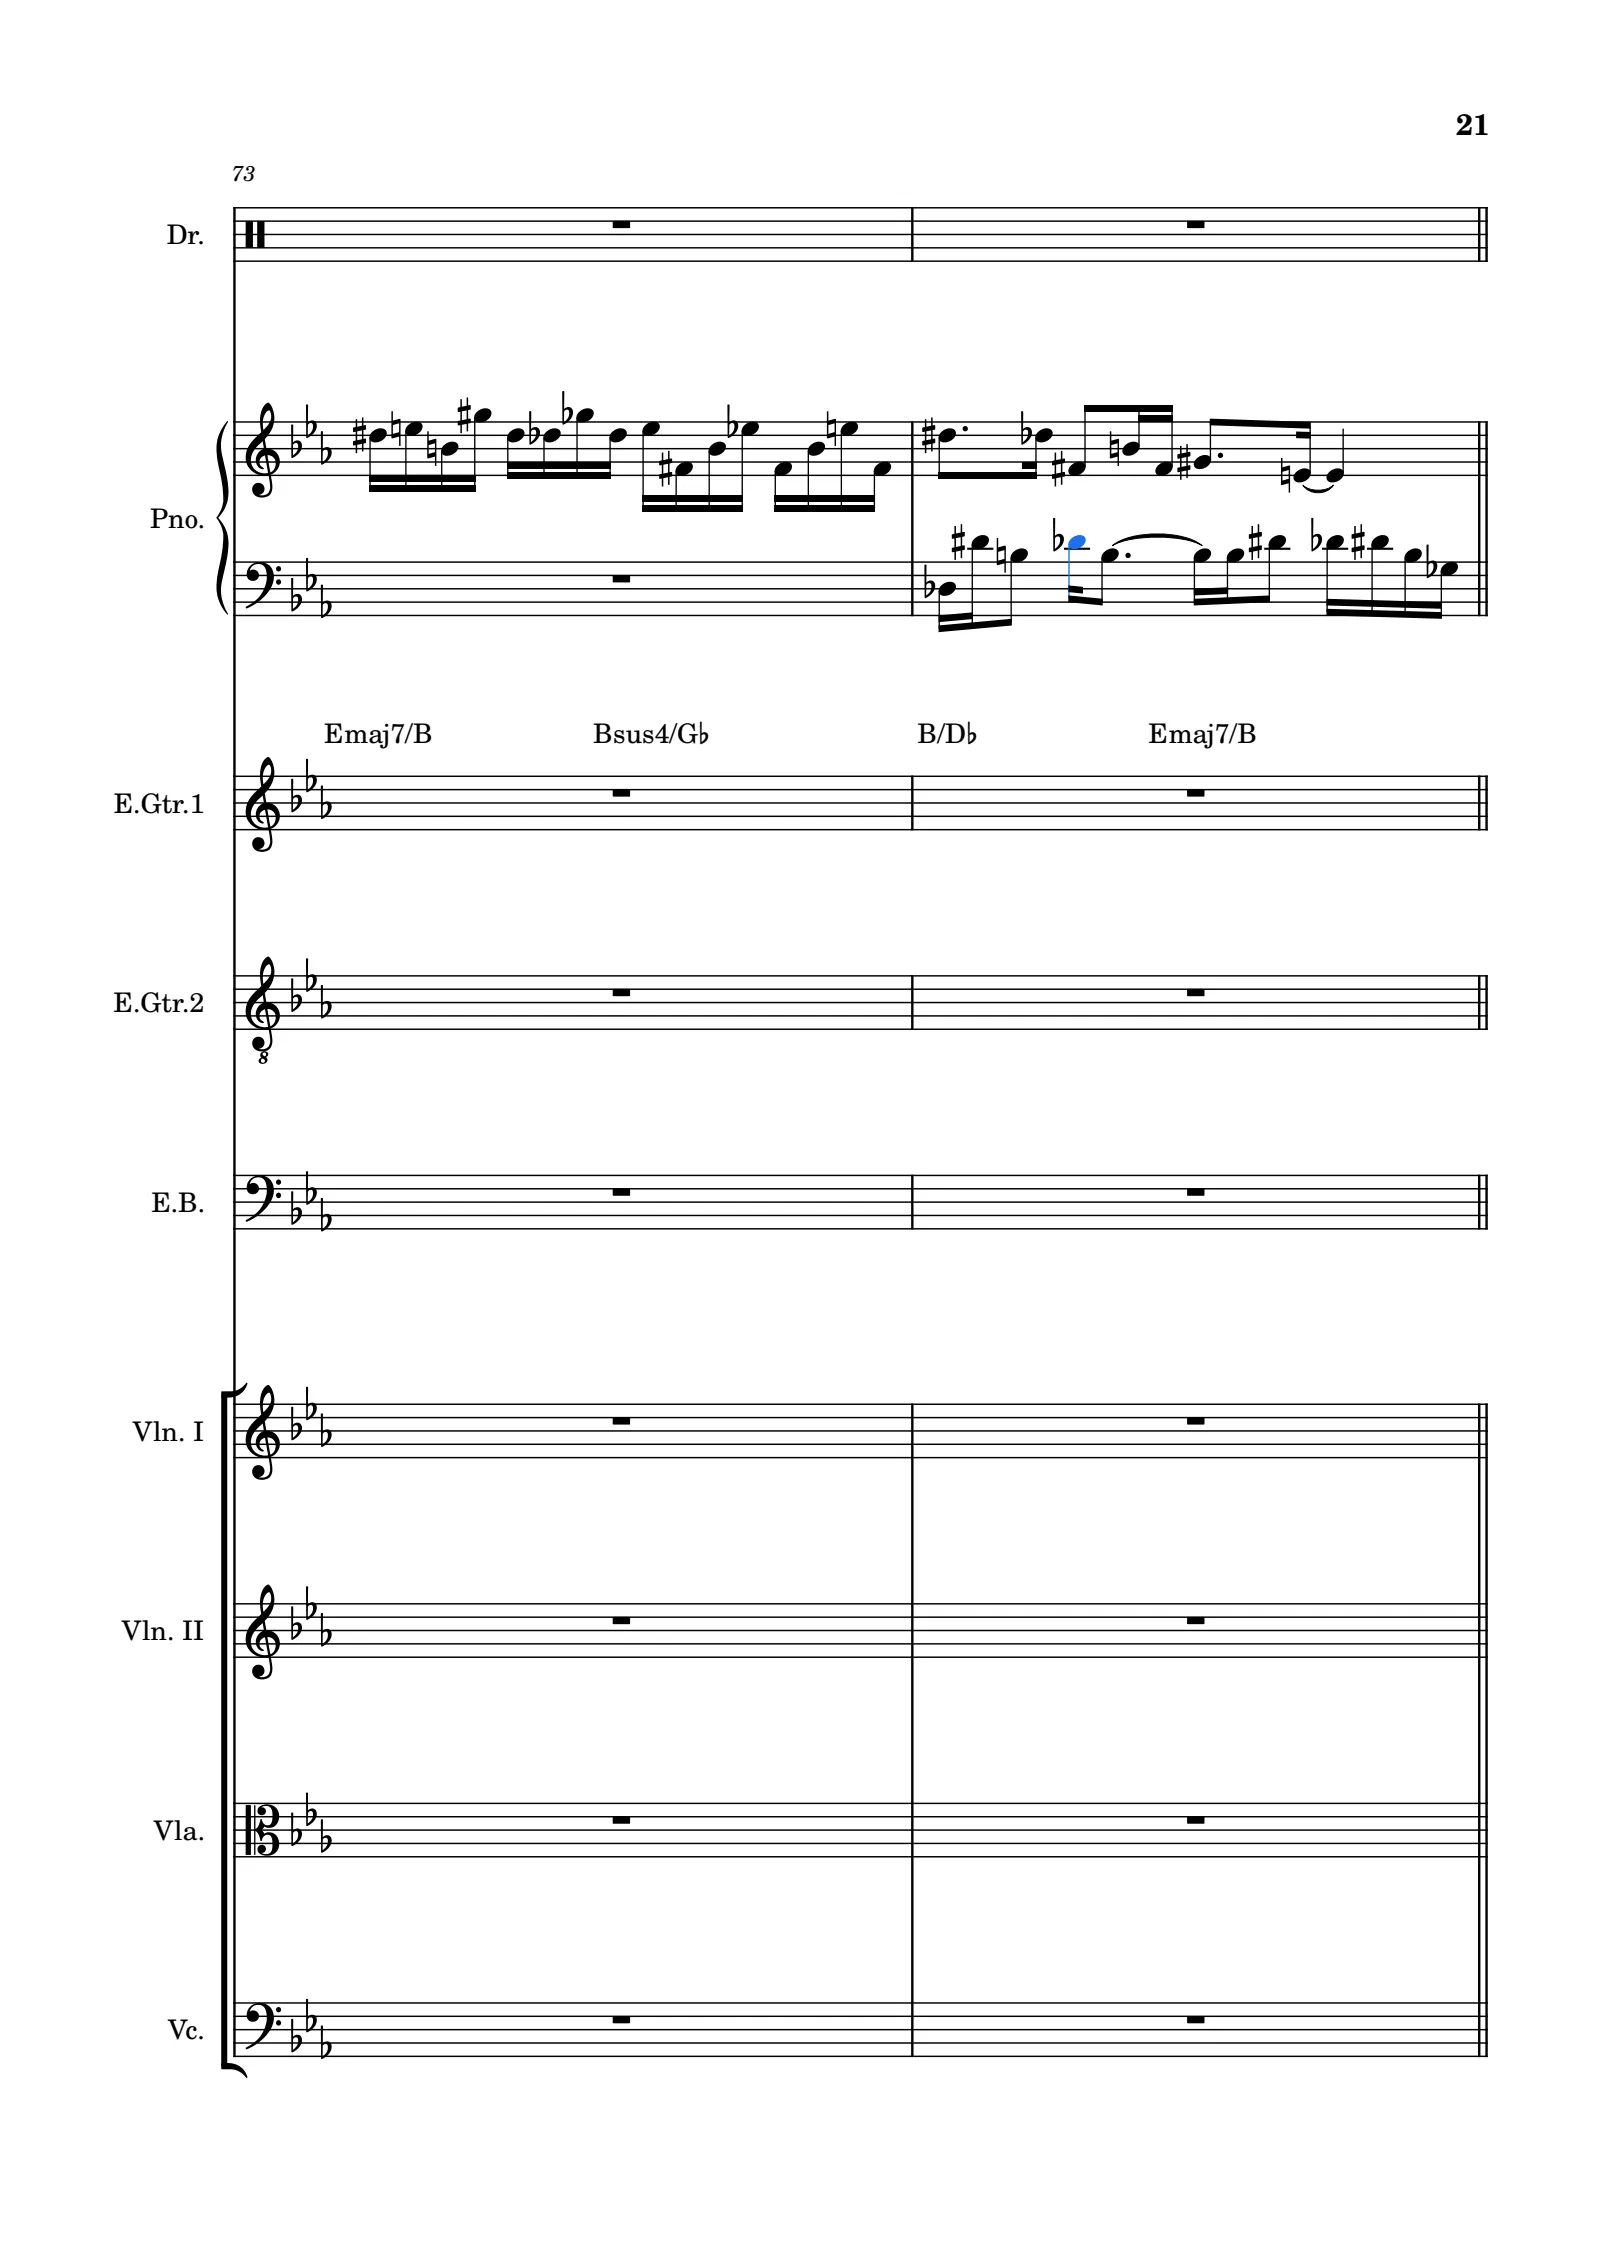 21
73
Dr.
Pno.
Emaj7/B Bsus4/G♭ B/D♭ Emaj7/B
E.Gtr.1
E.Gtr.2
8
E.B.
Vln. I
Vln. II
Vla.
Vc.